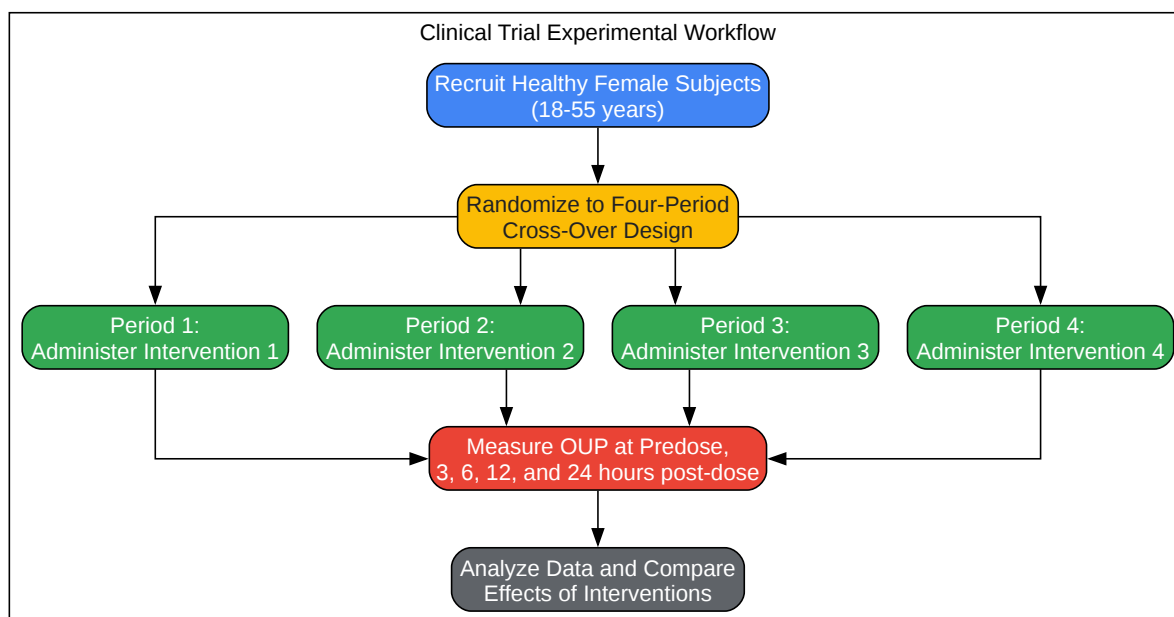 Clinical Trial Experimental Workflow
Recruit Healthy Female Subjects
(18-55 years)
Randomize to Four-Period
Cross-Over Design
Period 1:
Administer Intervention 1
Period 2:
Administer Intervention 2
Period 3:
Administer Intervention 3
Period 4:
Administer Intervention 4
Measure OUP at Predose,
3, 6, 12, and 24 hours post-dose
Analyze Data and Compare
Effects of Interventions